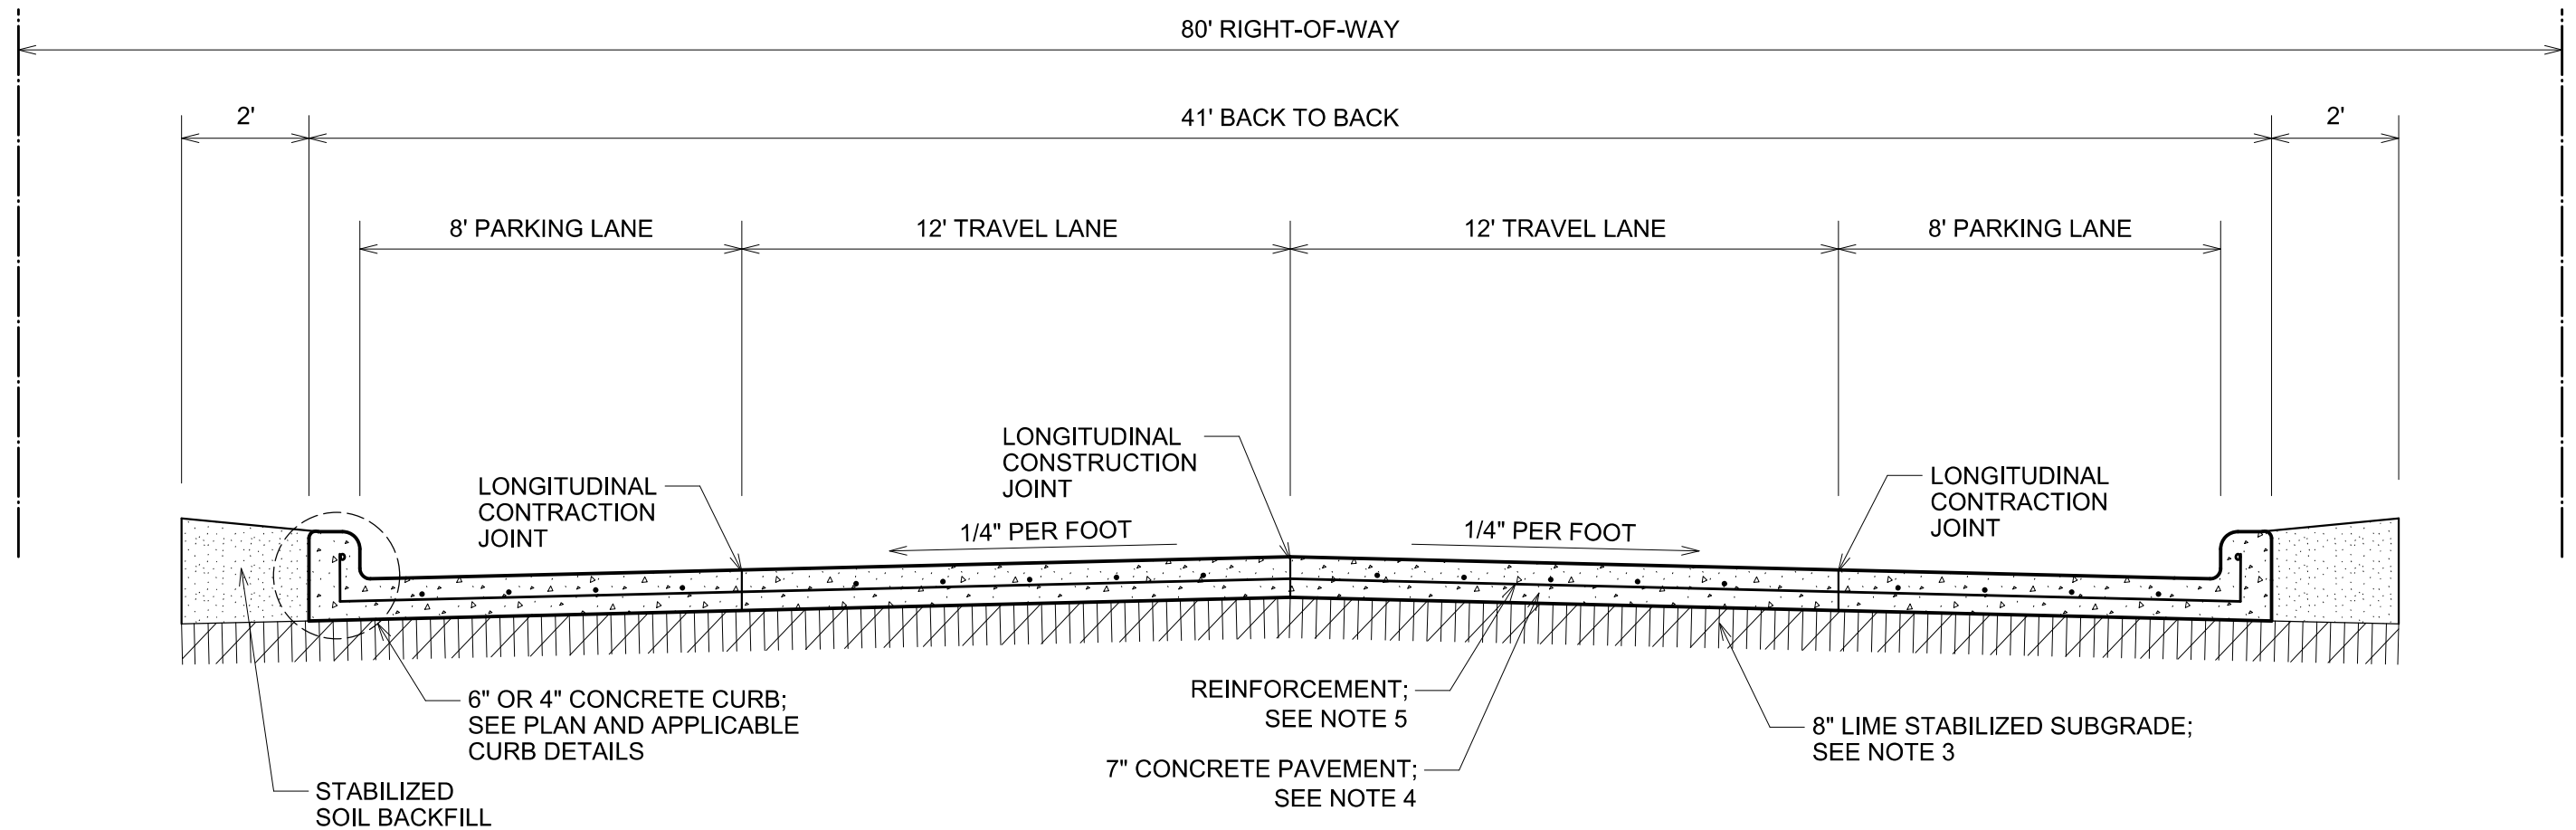 80' RIGHT-OF-WAY
2'
41' BACK TO BACK
2'
8' PARKING LANE
12' TRAVEL LANE
12' TRAVEL LANE
8' PARKING LANE
LONGITUDINAL
CONTRACTION
JOINT
LONGITUDINAL
CONSTRUCTION
JOINT
LONGITUDINAL
CONTRACTION
JOINT
1/4" PER FOOT
1/4" PER FOOT
6" OR 4" CONCRETE CURB;
SEE PLAN AND APPLICABLE
CURB DETAILS
STABILIZED
SOIL BACKFILL
REINFORCEMENT;
SEE NOTE 5
7" CONCRETE PAVEMENT;
SEE NOTE 4
8" LIME STABILIZED SUBGRADE;
SEE NOTE 3